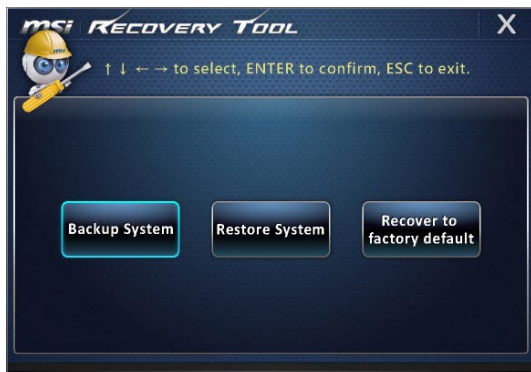 msi RECOVERY TOOL X
↑ ↓ ← → to select, ENTER to confirm, ESC to exit.
Backup System
Restore System
Recover to
factory default